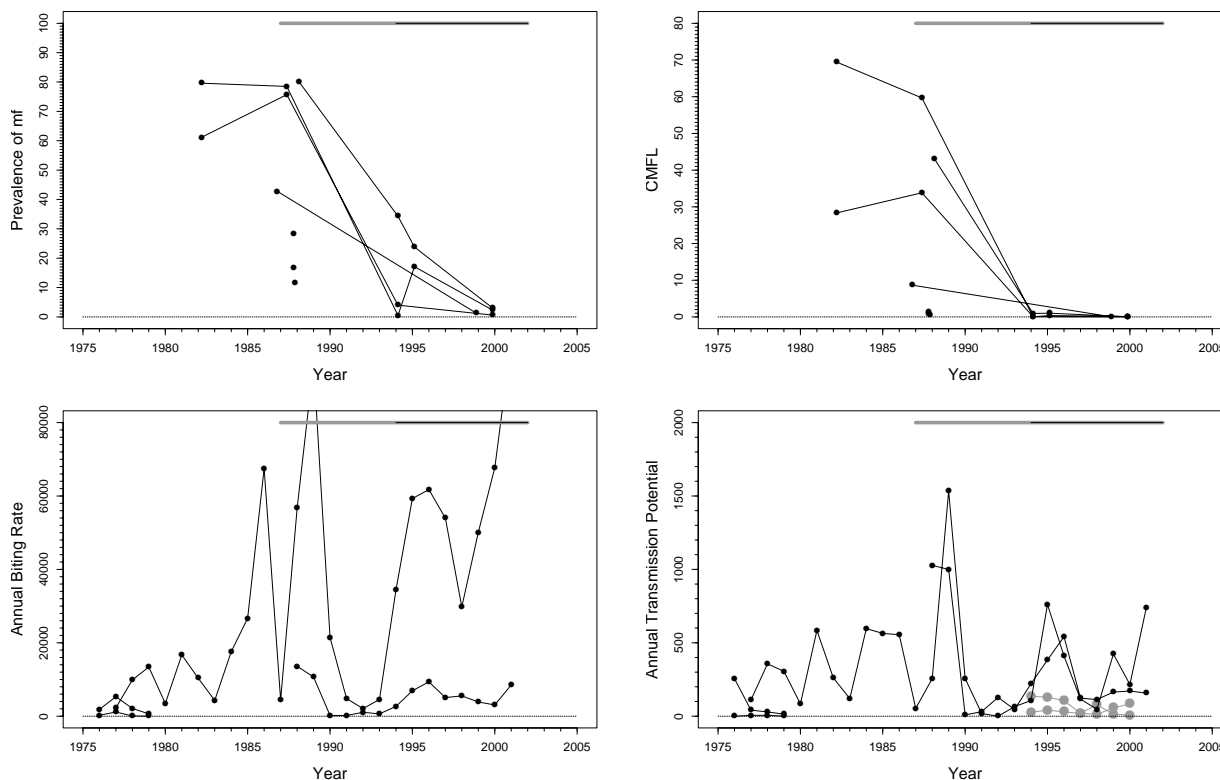 Prevalence of mf
0 10 20 30 40 50 60 70 80 90 100
1975 1980 1985 1990 1995 2000 2005
Year
CMFL
0 10 20 30 40 50 60 70 80
1975 1980 1985 1990 1995 2000 2005
Year
Annual Biting Rate
0 20000 40000 60000 80000
1975 1980 1985 1990 1995 2000 2005
Year
Annual Transmission Potential
0 500 1000 1500 2000
1975 1980 1985 1990 1995 2000 2005
Year